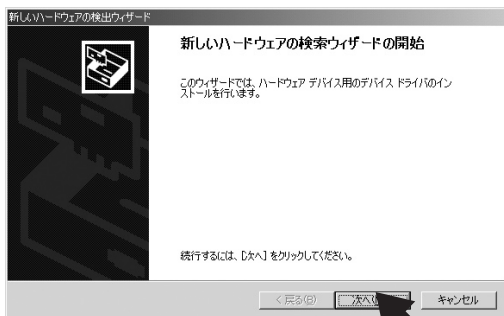 新しいハードウェアの検出ウィザード
新しいハードウェアの検索ウィザードの開始
このウィザードでは、ハードウェア デバイス用のデバイス ドライバのイン
ストールを行います。
続行するには、[次へ] をクリックしてください。
< 戻る(B)
次へ(
キャンセル